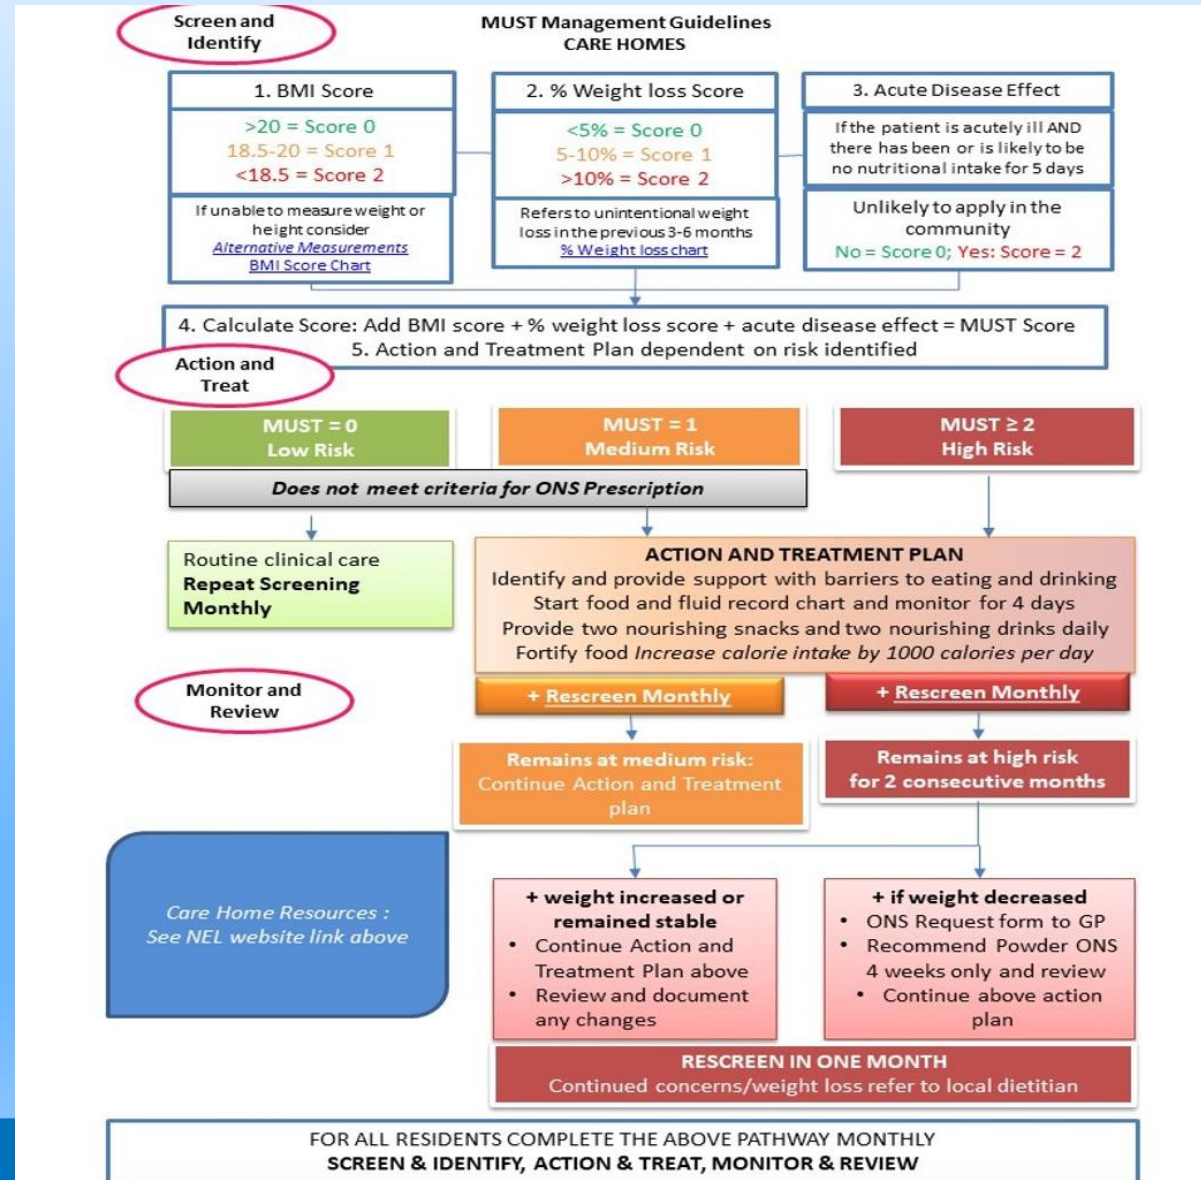 Screen and
Identify
MUST Management Guidelines
CARE HOMES
1. BMI Score
>20 = Score 0
18.5-20 = Score 1
<18.5 = Score 2
If unable to measure weight or
height consider
Alternative Measurements
BMI Score Chart
2. % Weight loss Score
<5% = Score 0
5-10% = Score 1
>10% = Score 2
Refers to unintentional weight
loss in the previous 3-6 months
% Weight loss chart
3. Acute Disease Effect
If the patient is acutely ill AND
there has been or is likely to be
no nutritional intake for 5 days
Unlikely to apply in the
community
No = Score 0; Yes: Score = 2
4. Calculate Score: Add BMI score + % weight loss score + acute disease effect = MUST Score
5. Action and Treatment Plan dependent on risk identified
Action and
Treat
MUST = 0
Low Risk
MUST = 1
Medium Risk
MUST ≥ 2
High Risk
Does not meet criteria for ONS Prescription
Routine clinical care
Repeat Screening
Monthly
ACTION AND TREATMENT PLAN
Identify and provide support with barriers to eating and drinking
Start food and fluid record chart and monitor for 4 days
Provide two nourishing snacks and two nourishing drinks daily
Fortify food Increase calorie intake by 1000 calories per day
Monitor and
Review
+ Rescreen Monthly
+ Rescreen Monthly
Remains at medium risk:
Continue Action and Treatment
plan
Remains at high risk
for 2 consecutive months
Care Home Resources :
See NEL website link above
+ weight increased or
remained stable
• Continue Action and
Treatment Plan above
• Review and document
any changes
+ if weight decreased
• ONS Request form to GP
• Recommend Powder ONS
4 weeks only and review
• Continue above action
plan
RESCREEN IN ONE MONTH
Continued concerns/weight loss refer to local dietitian
FOR ALL RESIDENTS COMPLETE THE ABOVE PATHWAY MONTHLY
SCREEN & IDENTIFY, ACTION & TREAT, MONITOR & REVIEW